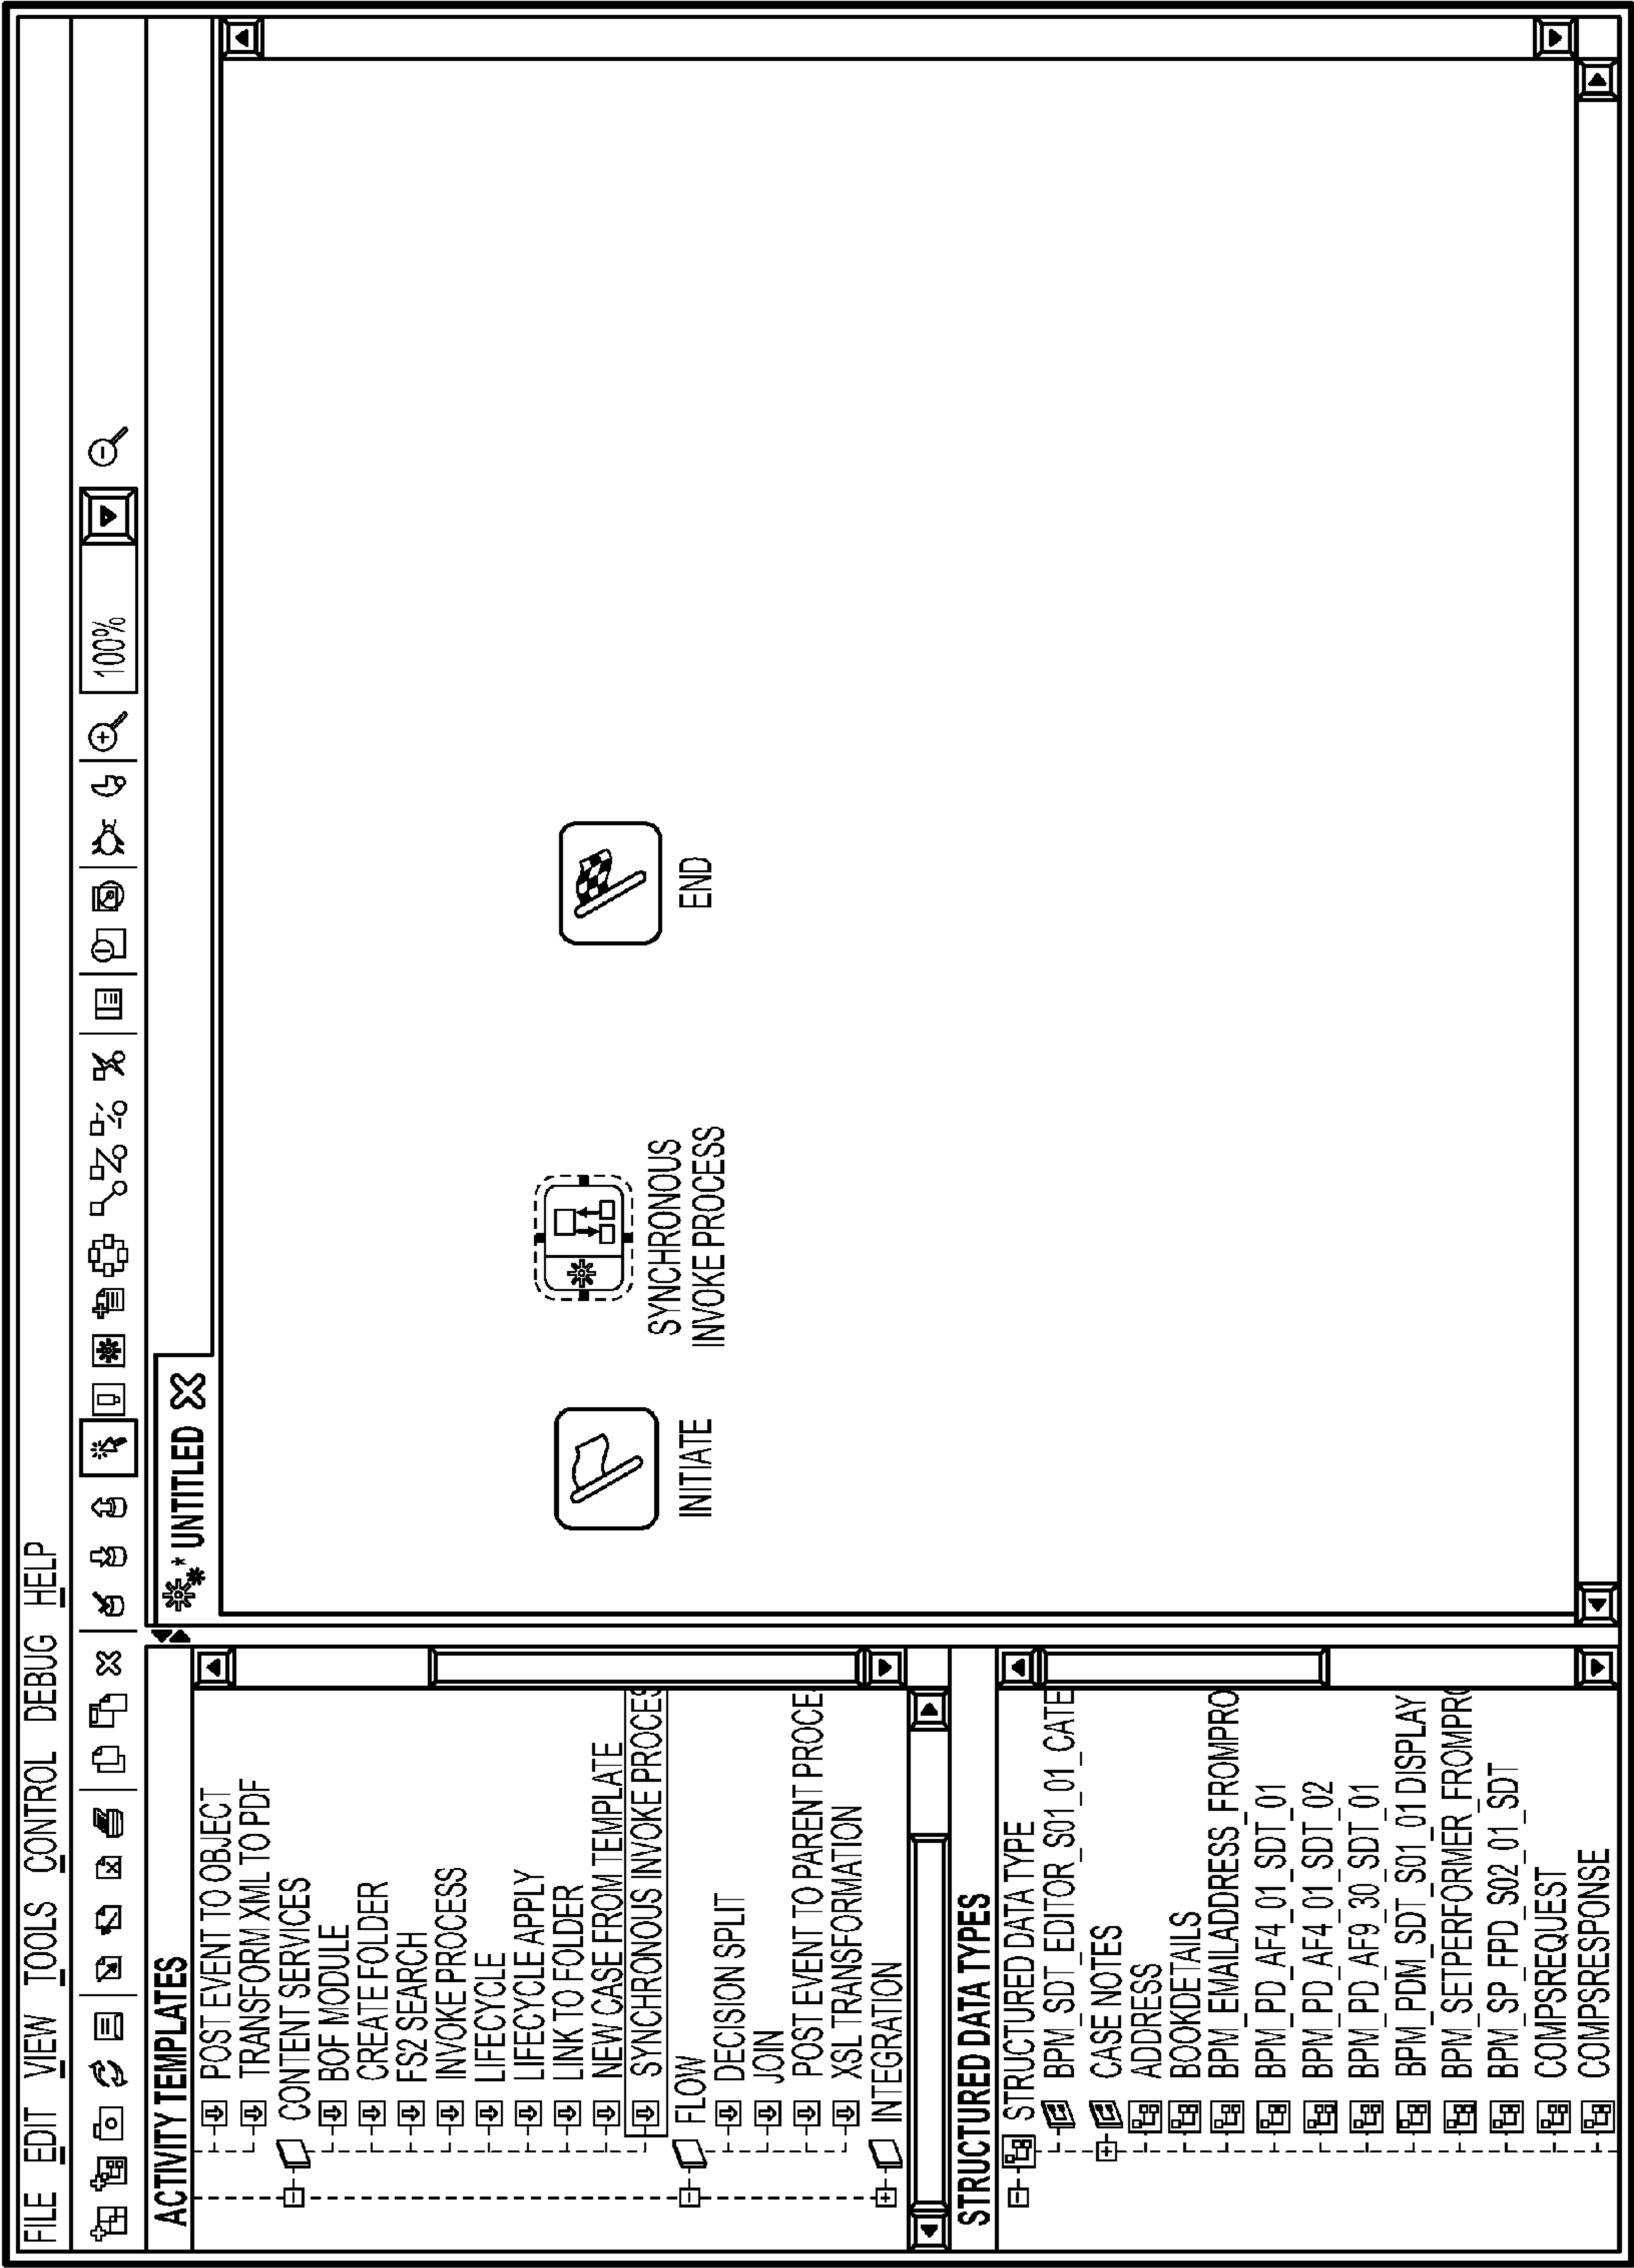 FILE EDIT VIEW TOOLS CONTROL DEBUG HELP
100%
ACTIVITY TEMPLATES
POST EVENT TO OBJECT
TRANSFORM XML TO PDF
CONTENT SERVICES
BOF MODULE
CREATE FOLDER
FS2 SEARCH
INVOKE PROCESS
LIFECYCLE
LIFECYCLE APPLY
LINK TO FOLDER
NEW CASE FROM TEMPLATE
SYNCHRONOUS INVOKE PROCES
FLOW
DECISION SPLIT
JOIN
POST EVENT TO PARENT PROCE
XSL TRANSFORMATION
INTEGRATION
STRUCTURED DATA TYPES
STRUCTURED DATA TYPE
BPM_SDT_EDITOR_S01_01_CATE
CASE NOTES
ADDRESS
BOOKDETAILS
BPM_EMAILADDRESS_FROMPRO
BPM_PD_AF4_01_SDT_01
BPM_PD_AF4_01_SDT_02
BPM_PD_AF9_30_SDT_01
BPM_PDM_SDT_S01_01 DISPLAY
BPM_SETPERFORMER_FROMPRO
BPM_SP_FPD_S02_01_SDT
COMPSREQUEST
COMPSRESPONSE
* UNTITLED
INITIATE
SYNCHRONOUS
INVOKE PROCESS
END